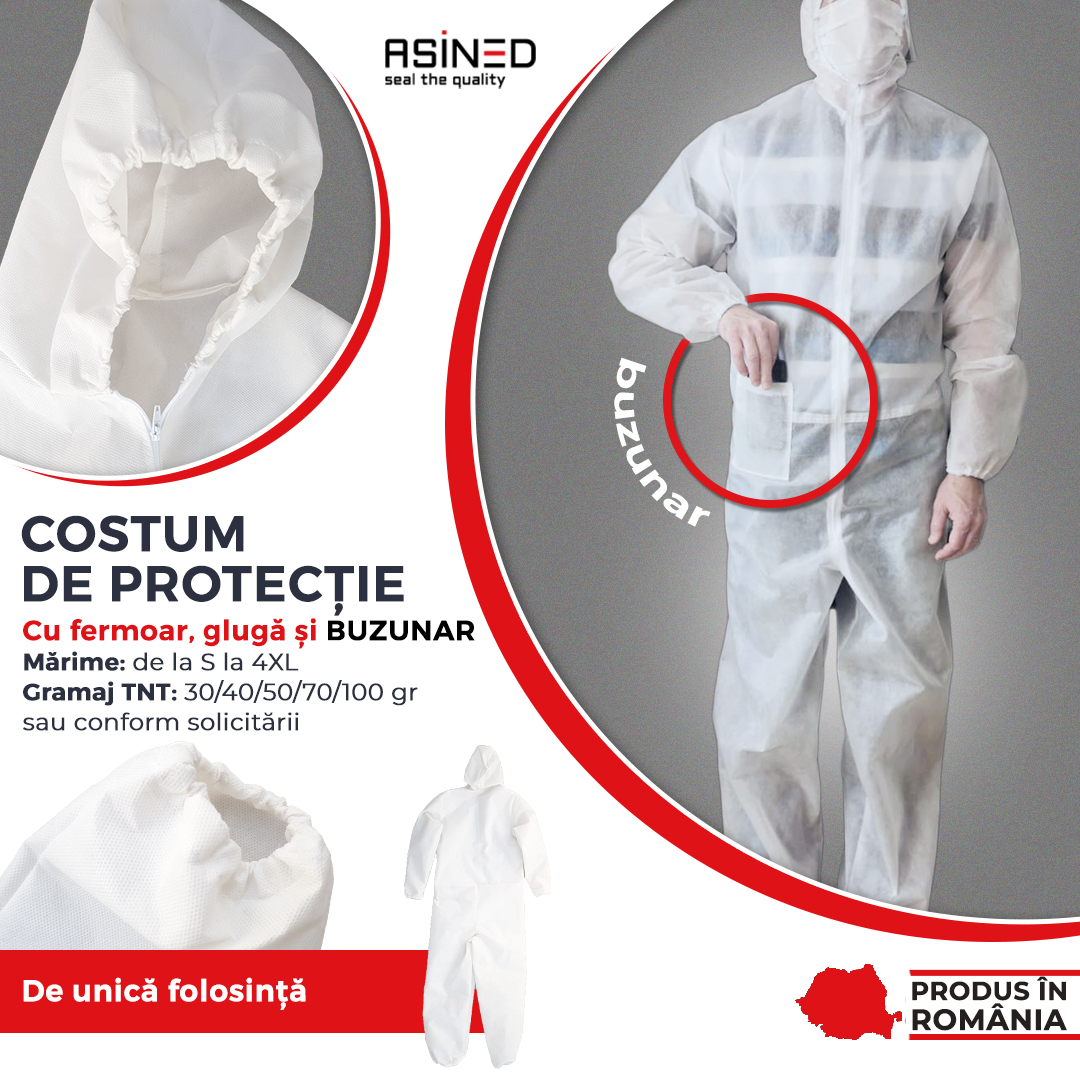 ASINED
seal the quality
buzunar
COSTUM
DE PROTECȚIE
Cu fermoar, glugă și BUZUNAR
Mărime: de la S la 4XL
Gramaj TNT: 30/40/50/70/100 gr
sau conform solicitării
De unică folosință
PRODUS ÎN
ROMÂNIA